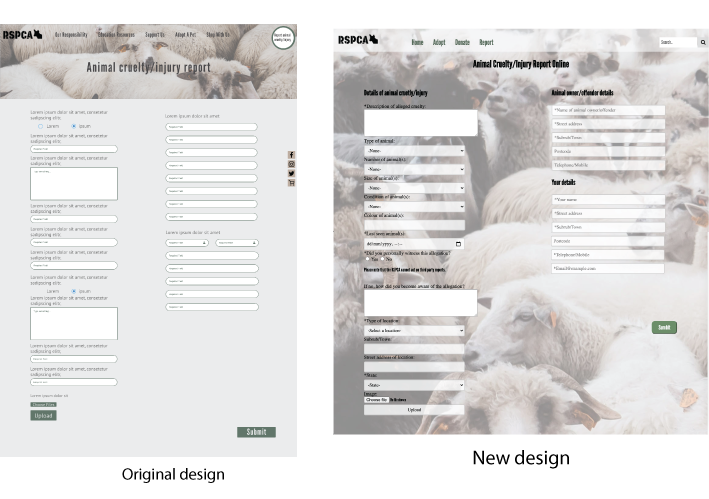 RSPCA
Our Responsibility
Education Resources
Support Us
Adopt A Pet
Shop With Us
Report animal
cruelty/injury
Animal cruelty/injury report
Lorem ipsum dolor sit amet, consetetur
sadipscing elitr,
Lorem
Ipsum
Lorem ipsum dolor sit amet, consetetur
sadipscing elitr,
Lorem ipsum dolor sit amet, consetetur
sadipscing elitr,
Lorem ipsum dolor sit amet, consetetur
sadipscing elitr,
Lorem ipsum dolor sit amet, consetetur
sadipscing elitr,
Lorem ipsum dolor sit amet, consetetur
sadipscing elitr,
Lorem
Ipsum
Lorem ipsum dolor sit amet, consetetur
sadipscing elitr,
Lorem ipsum dolor sit amet, consetetur
sadipscing elitr,
Lorem ipsum dolor sit amet, consetetur
sadipscing elitr,
Lorem ipsum dolor sit
Upload
Lorem ipsum dolor sit amet
Lorem ipsum dolor sit amet
Submit
Original design
RSPCA
Home
Adopt
Donate
Report
Search..
Animal Cruelty/Injury Report Online
Details of animal cruelty/injury
*Description of alleged cruelty:
Type of animal:
-None-
Number of animal(s):
-None-
Size of animal(s):
-None-
Condition of animal(s):
-None-
Colour of animal(s):
*Last seen animal(s):
dd/mm/yyyy, --:--
*Did you personally witness this allegation?
Yes
No
Please note that the RSPCA cannot act on third party reports.
If no, how did you become aware of the allegation?
*Type of location:
-Select a location-
Suburb/Town:
Street address of location:
*State:
-State-
Image:
Choose file
No file chosen
Upload
Animal owner/offender details
*Name of animal owner/offender
*Street address
*Suburb/Town
Postcode
Telephone/Mobile
Your details
*Your name
*Street address
*Suburb/Town
Postcode
*Telephone/Mobile
*Email@example.com
Submit
New design